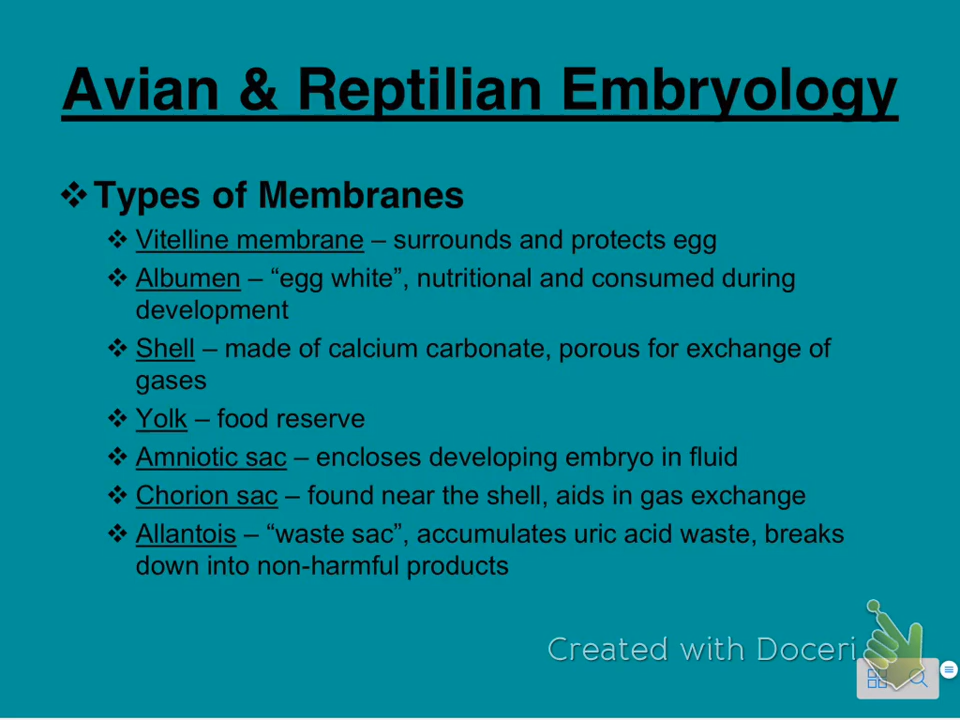 Avian & Reptilian Embryology
Types of Membranes
Vitelline membrane – surrounds and protects egg
Albumen – “egg white”, nutritional and consumed during
development
Shell – made of calcium carbonate, porous for exchange of
gases
Yolk – food reserve
Amniotic sac – encloses developing embryo in fluid
Chorion sac – found near the shell, aids in gas exchange
Allantois – “waste sac”, accumulates uric acid waste, breaks
down into non-harmful products
Created with Doceri